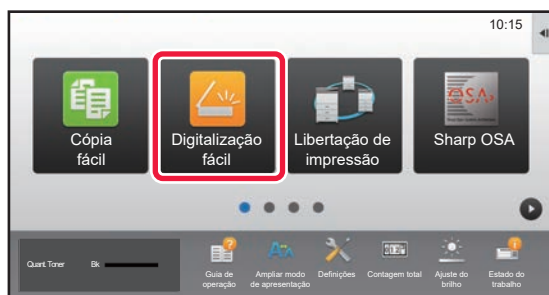 10:15
Cópia
fácil
Digitalização
fácil
Libertação de
impressão
OSA
Sharp OSA
Quant. Toner Bk
Guia de
operação
Ampliar modo
de apresentação
Definições
Contagem total
Ajuste do
brilho
Estado do
trabalho